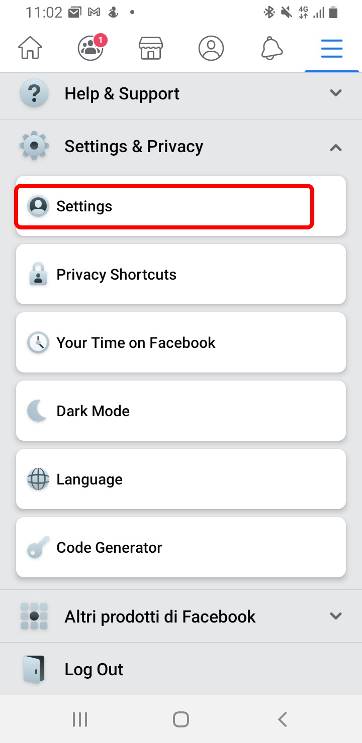 11:02
1
4G
Help & Support
Settings & Privacy
Settings
Privacy Shortcuts
Your Time on Facebook
Dark Mode
Language
Code Generator
Altri prodotti di Facebook
Log Out